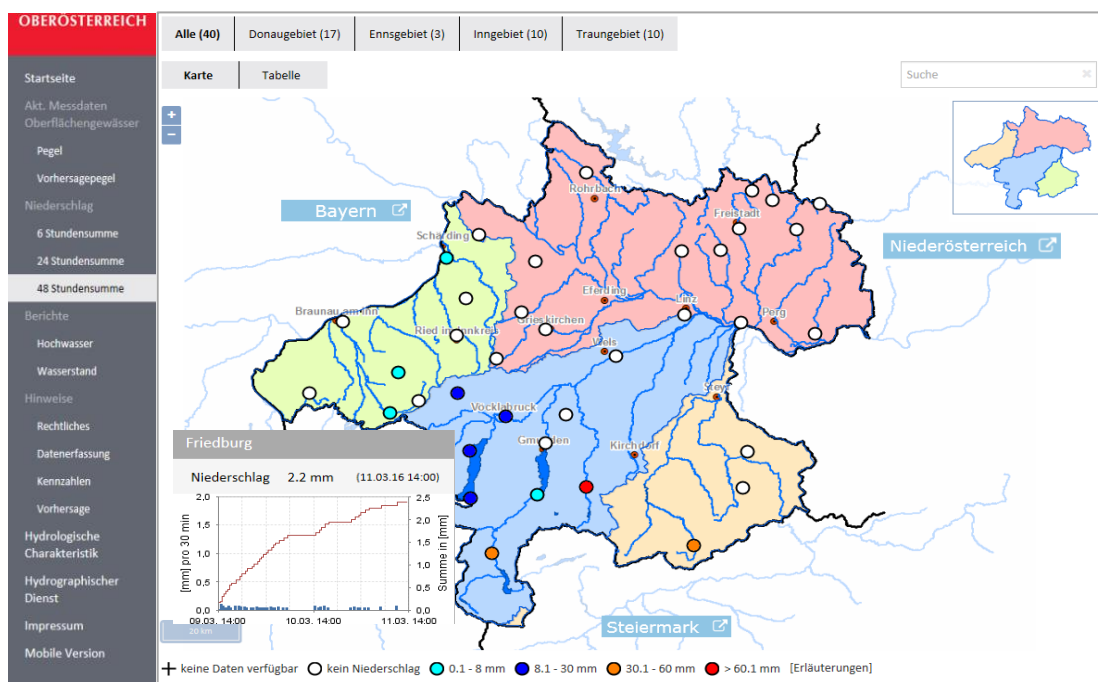 OBERÖSTERREICH
Startseite
Akt. Messdaten
Oberflächengewässer
Pegel
Vorhersagepegel
Niederschlag
6 Stundensumme
24 Stundensumme
48 Stundensumme
Berichte
Hochwasser
Wasserstand
Hinweise
Rechtliches
Datenerfassung
Kennzahlen
Vorhersage
Hydrologische
Charakteristik
Hydrographischer
Dienst
Impressum
Mobile Version
Alle (40) Donaugebiet (17) Ennsgebiet (3) Inngebiet (10) Traungebiet (10)
Karte Tabelle
Suche
+
−
Bayern
Niederösterreich
Steiermark
Rohrbach
Freistadt
Schärding
Eferding
Linz
Perg
Braunau am Inn
Ried im Innkreis
Grieskirchen
Wels
Steyr
Vöcklabruck
Gmunden
Kirchdorf
Friedburg
Niederschlag 2.2 mm (11.03.16 14:00)
[mm] pro 30 min
2,0
1,5
1,0
0,5
0,0
2,5
2,0
1,5
1,0
0,5
0,0
Summe in [mm]
09.03. 14:00 10.03. 14:00 11.03. 14:00
20 km
keine Daten verfügbar kein Niederschlag 0.1 - 8 mm 8.1 - 30 mm 30.1 - 60 mm > 60.1 mm [Erläuterungen]